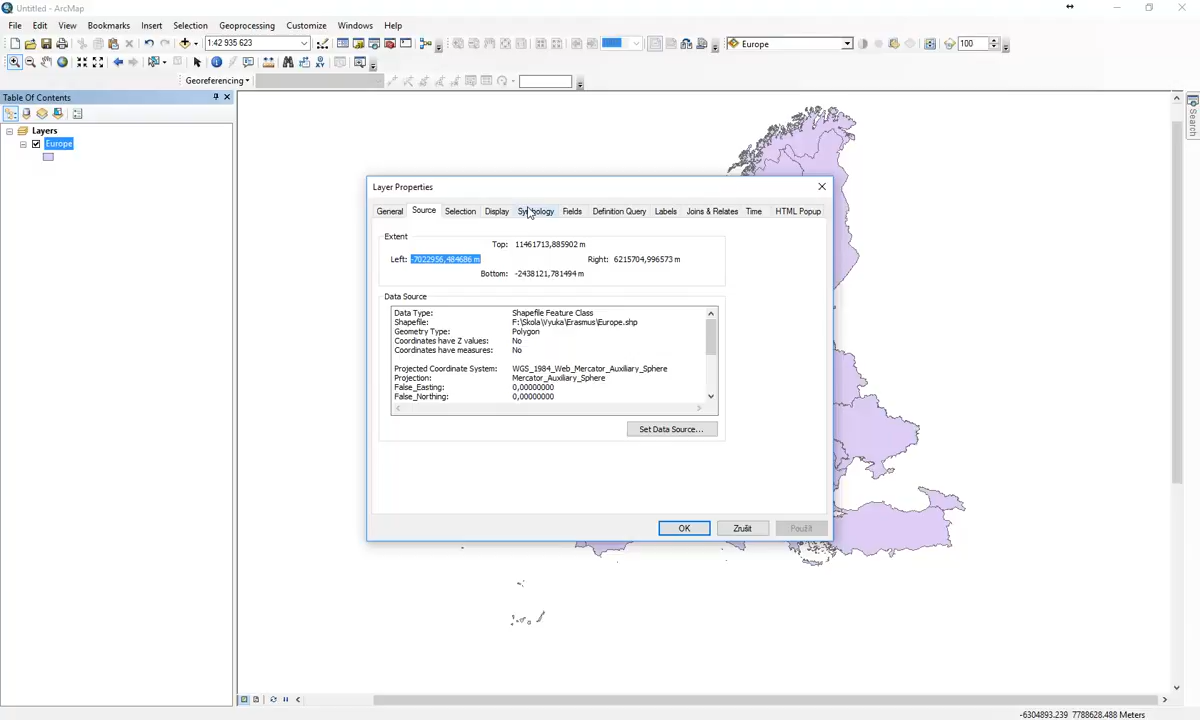 Untitled - ArcMap
File Edit View Bookmarks Insert Selection Geoprocessing Customize Windows Help
1:42 935 623
Europe
100
Georeferencing
Table Of Contents
Layers
Europe
Search
Layer Properties
General Source Selection Display Symbology Fields Definition Query Labels Joins & Relates Time HTML Popup
Extent
Top: 11461713,885902 m
Left: -7022956,484686 m Right: 6215704,996573 m
Bottom: -2438121,781494 m
Data Source
Data Type: Shapefile Feature Class
Shapefile: F:\Skola\Vyuka\Erasmus\Europe.shp
Geometry Type: Polygon
Coordinates have Z values: No
Coordinates have measures: No
Projected Coordinate System: WGS_1984_Web_Mercator_Auxiliary_Sphere
Projection: Mercator_Auxiliary_Sphere
False_Easting: 0,00000000
False_Northing: 0,00000000
Set Data Source...
OK Zrušit Použít
-6304893.239 7788628.488 Meters